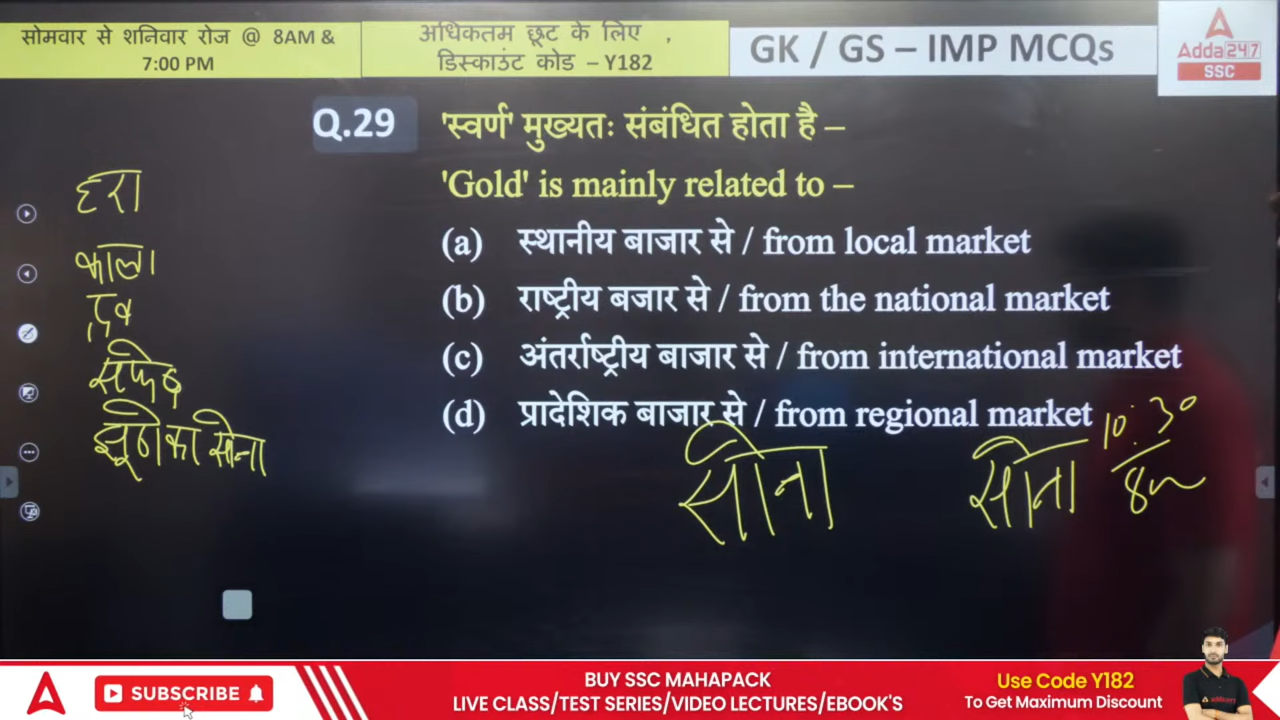 सोमवार से शनिवार रोज @ 8AM &
7:00 PM
अधिकतम छूट के लिए ,
डिस्काउंट कोड – Y182
GK / GS – IMP MCQs
Adda247
SSC
Q.29 'स्वर्ण' मुख्यतः संबंधित होता है –
'Gold' is mainly related to –
(a) स्थानीय बाजार से / from local market
(b) राष्ट्रीय बजार से / from the national market
(c) अंतर्राष्ट्रीय बाजार से / from international market
(d) प्रादेशिक बाजार से / from regional market
हरा
काला
सफेद
झूठे का सोना
सोना
सोना 10:30
SUBSCRIBE
BUY SSC MAHAPACK
LIVE CLASS/TEST SERIES/VIDEO LECTURES/EBOOK'S
Use Code Y182
To Get Maximum Discount